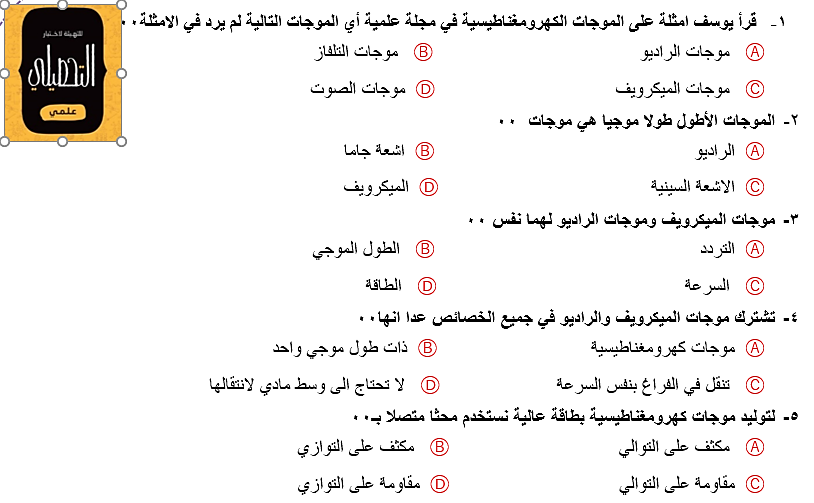 ١- قرأ يوسف امثلة على الموجات الكهرومغناطيسية في مجلة علمية أي الموجات التالية لم يرد في الامثلة٠٠
A موجات الراديو B موجات التلفاز
C موجات الميكرويف D موجات الصوت
٢- الموجات الأطول طولا موجيا هي موجات ٠٠
A الراديو B اشعة جاما
C الاشعة السينية D الميكرويف
٣- موجات الميكرويف وموجات الراديو لهما نفس ٠٠
A التردد B الطول الموجي
C السرعة D الطاقة
٤- تشترك موجات الميكرويف والراديو في جميع الخصائص عدا انها٠٠
A موجات كهرومغناطيسية B ذات طول موجي واحد
C تنقل في الفراغ بنفس السرعة D لا تحتاج الى وسط مادي لانتقالها
٥- لتوليد موجات كهرومغناطيسية بطاقة عالية نستخدم محثا متصلا بـ٠٠
A مكثف على التوالي B مكثف على التوازي
C مقاومة على التوالي D مقاومة على التوازي
التهيئة لاختبار
التحصيلي
علمي